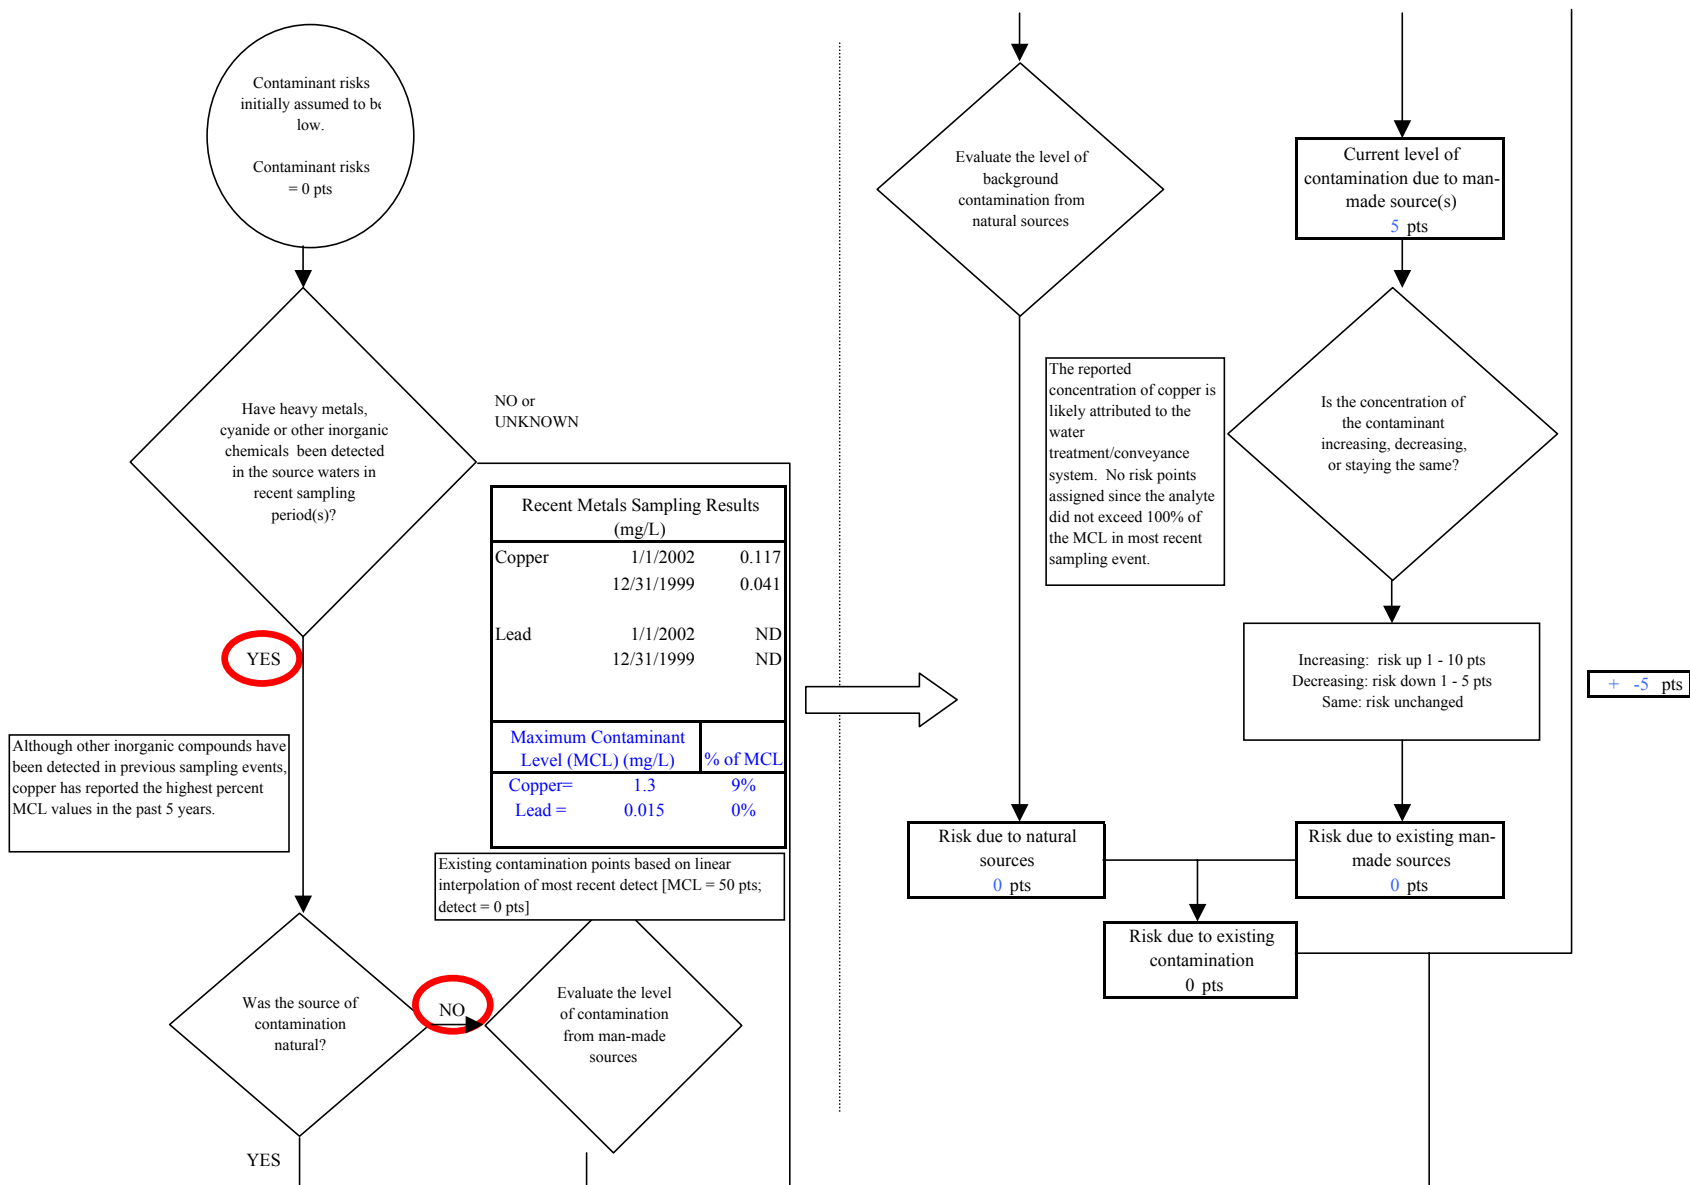 Contaminant risks
initially assumed to be
low.
Contaminant risks
= 0 pts
Have heavy metals,
cyanide or other inorganic
chemicals been detected
in the source waters in
recent sampling
period(s)?
NO or
UNKNOWN
YES
Recent Metals Sampling Results
(mg/L)
Copper 1/1/2002 0.117
12/31/1999 0.041
Lead 1/1/2002 ND
12/31/1999 ND
Maximum Contaminant
Level (MCL) (mg/L) % of MCL
Copper= 1.3 9%
Lead = 0.015 0%
Although other inorganic compounds have
been detected in previous sampling events,
copper has reported the highest percent
MCL values in the past 5 years.
Existing contamination points based on linear
interpolation of most recent detect [MCL = 50 pts;
detect = 0 pts]
Was the source of
contamination
natural?
NO
Evaluate the level
of contamination
from man-made
sources
YES
Evaluate the level of
background
contamination from
natural sources
Current level of
contamination due to man-
made source(s)
5 pts
The reported
concentration of copper is
likely attributed to the
water
treatment/conveyance
system. No risk points
assigned since the analyte
did not exceed 100% of
the MCL in most recent
sampling event.
Is the concentration of
the contaminant
increasing, decreasing,
or staying the same?
Increasing: risk up 1 - 10 pts
Decreasing: risk down 1 - 5 pts
Same: risk unchanged
+ -5 pts
Risk due to natural
sources
0 pts
Risk due to existing man-
made sources
0 pts
Risk due to existing
contamination
0 pts